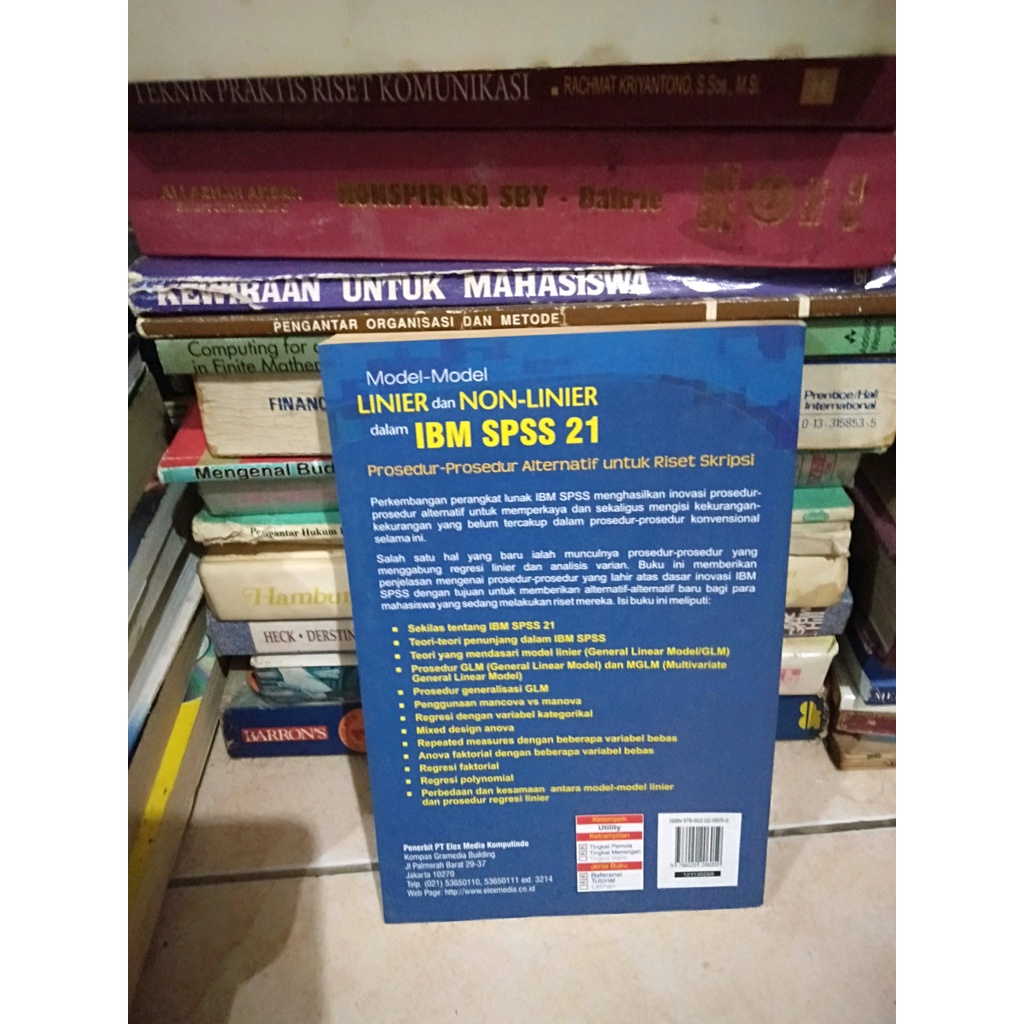 TEKNIK PRAKTIS RISET KOMUNIKASI
RACHMAT KRIYANTONO, S.Sos., M.Si.
KONSPIRASI SBY - Bakrie
KEWIRAAN UNTUK MAHASISWA
PENGANTAR ORGANISASI DAN METODE
Computing for
in Finite Mathem
FINANC
Prentice/Hall
International
0-13-315853-5
Mengenal Bud
Pengantar Hukum
Hambur
HECK • DERSTIN
BARRON'S
Model-Model
LINIER dan NON-LINIER
dalam IBM SPSS 21
Prosedur-Prosedur Alternatif untuk Riset Skripsi
Perkembangan perangkat lunak IBM SPSS menghasilkan inovasi prosedur-
prosedur alternatif untuk memperkaya dan sekaligus mengisi kekurangan-
kekurangan yang belum tercakup dalam prosedur-prosedur konvensional
selama ini.
Salah satu hal yang baru ialah munculnya prosedur-prosedur yang
menggabung regresi linier dan analisis varian. Buku ini memberikan
penjelasan mengenai prosedur-prosedur yang lahir atas dasar inovasi IBM
SPSS dengan tujuan untuk memberikan alternatif-alternatif baru bagi para
mahasiswa yang sedang melakukan riset mereka. Isi buku ini meliputi:
Sekilas tentang IBM SPSS 21
Teori-teori penunjang dalam IBM SPSS
Teori yang mendasari model linier (General Linear Model/GLM)
Prosedur GLM (General Linear Model) dan MGLM (Multivariate
General Linear Model)
Prosedur generalisasi GLM
Penggunaan mancova vs manova
Regresi dengan variabel kategorikal
Mixed design anova
Repeated measures dengan beberapa variabel bebas
Anova faktorial dengan beberapa variabel bebas
Regresi faktorial
Regresi polynomial
Perbedaan dan kesamaan antara model-model linier
dan prosedur regresi linier
Penerbit PT Elex Media Komputindo
Kompas Gramedia Building
Jl Palmerah Barat 29-37
Jakarta 10270
Telp. (021) 53650110, 53650111 ext. 3214
Web Page: http://www.elexmedia.co.id
Kelompok
Utility
Ketrampilan
Tingkat Pemula
Tingkat Menengah
Jenis Buku
Referensi
Tutorial
Latihan